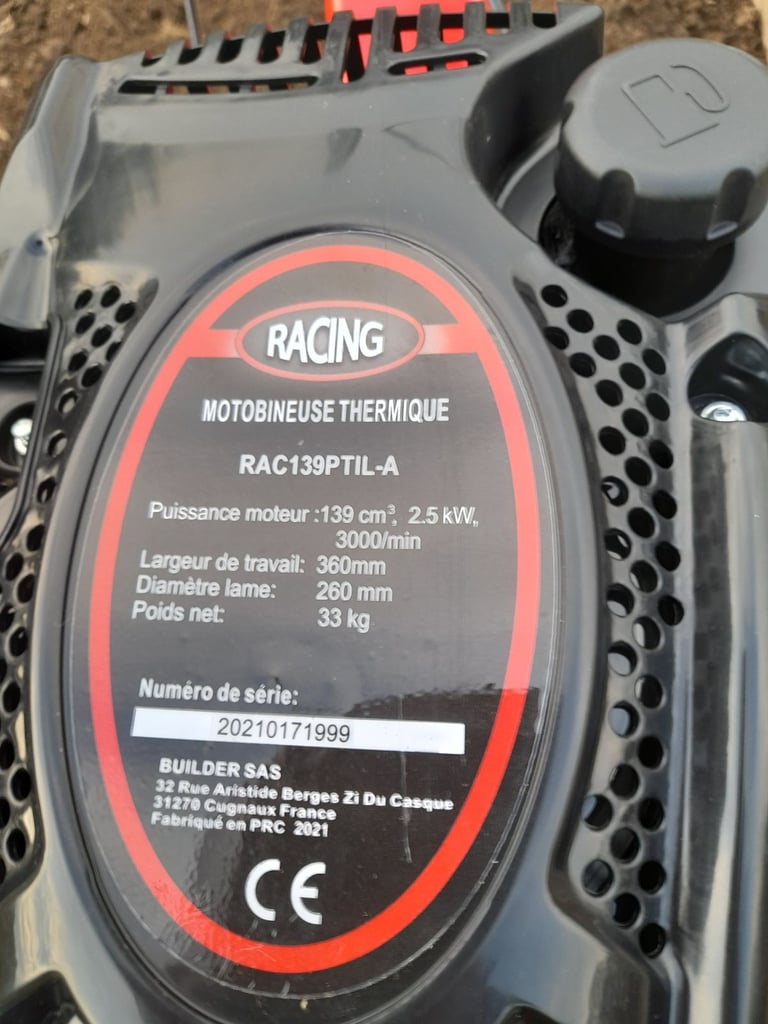 RACING
MOTOBINEUSE THERMIQUE
RAC139PTIL-A
Puissance moteur :139 cm³, 2.5 kW,
3000/min
Largeur de travail: 360mm
Diamètre lame: 260 mm
Poids net: 33 kg
Numéro de série:
20210171999
BUILDER SAS
32 Rue Aristide Berges Zi Du Casque
31270 Cugnaux France
Fabriqué en PRC 2021
CE